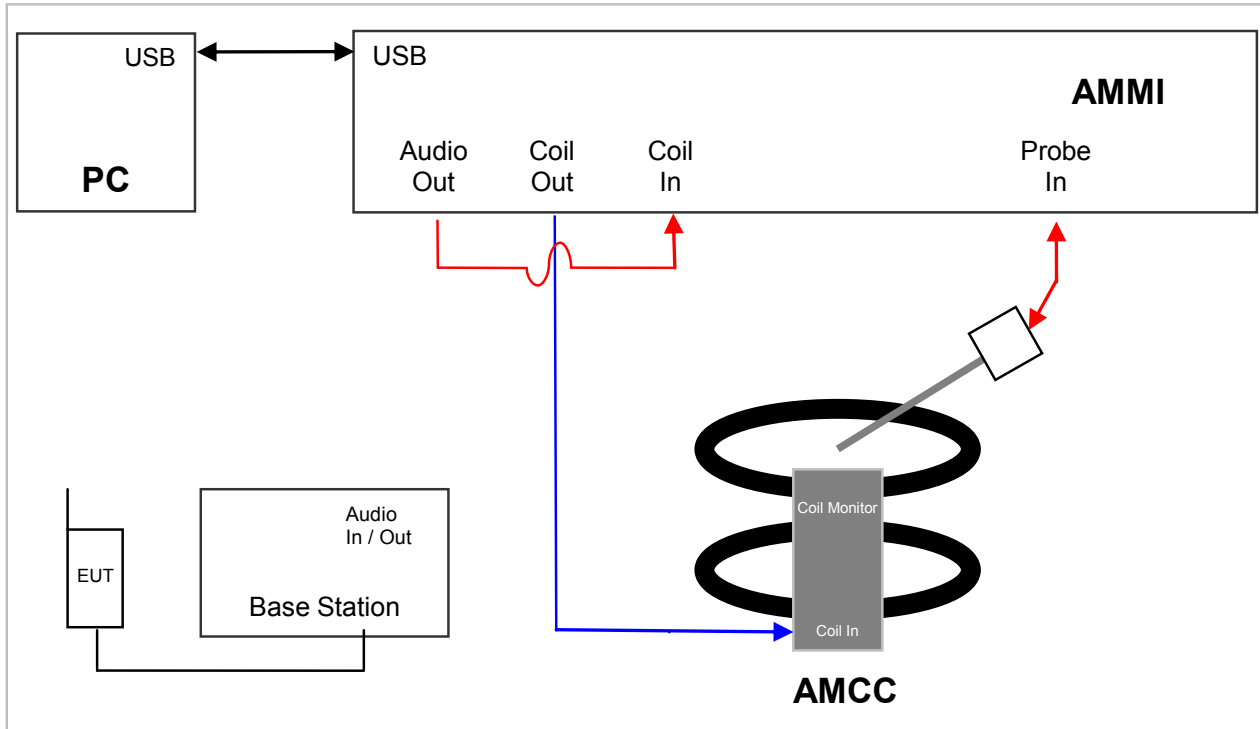 USB
PC
USB
AMMI
Audio
Out
Coil
Out
Coil
In
Probe
In
Audio
In / Out
EUT
Base Station
Coil Monitor
Coil In
AMCC